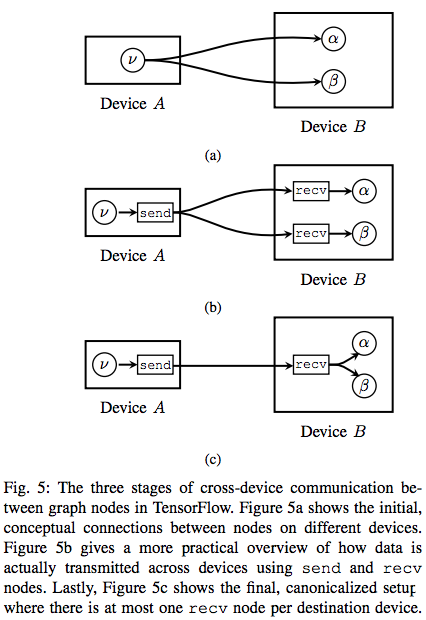 ν
α
β
Device A
Device B
(a)
ν send
recv α
recv β
Device A
Device B
(b)
ν send
recv
α
β
Device A
Device B
(c)
Fig. 5: The three stages of cross-device communication be-
tween graph nodes in TensorFlow. Figure 5a shows the initial,
conceptual connections between nodes on different devices.
Figure 5b gives a more practical overview of how data is
actually transmitted across devices using send and recv
nodes. Lastly, Figure 5c shows the final, canonicalized setup
where there is at most one recv node per destination device.